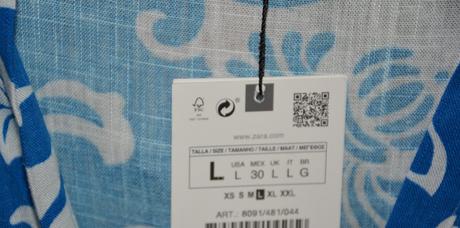 FSC
www.zara.com
TALLA / SIZE / TAMANHO / TAILLE / MAAT / ΜΕΓΕΘΟΣ
L USA MEX UK IT BR
L 30 L L G
XS S M L XL XXL
ART.: 8091/481/044